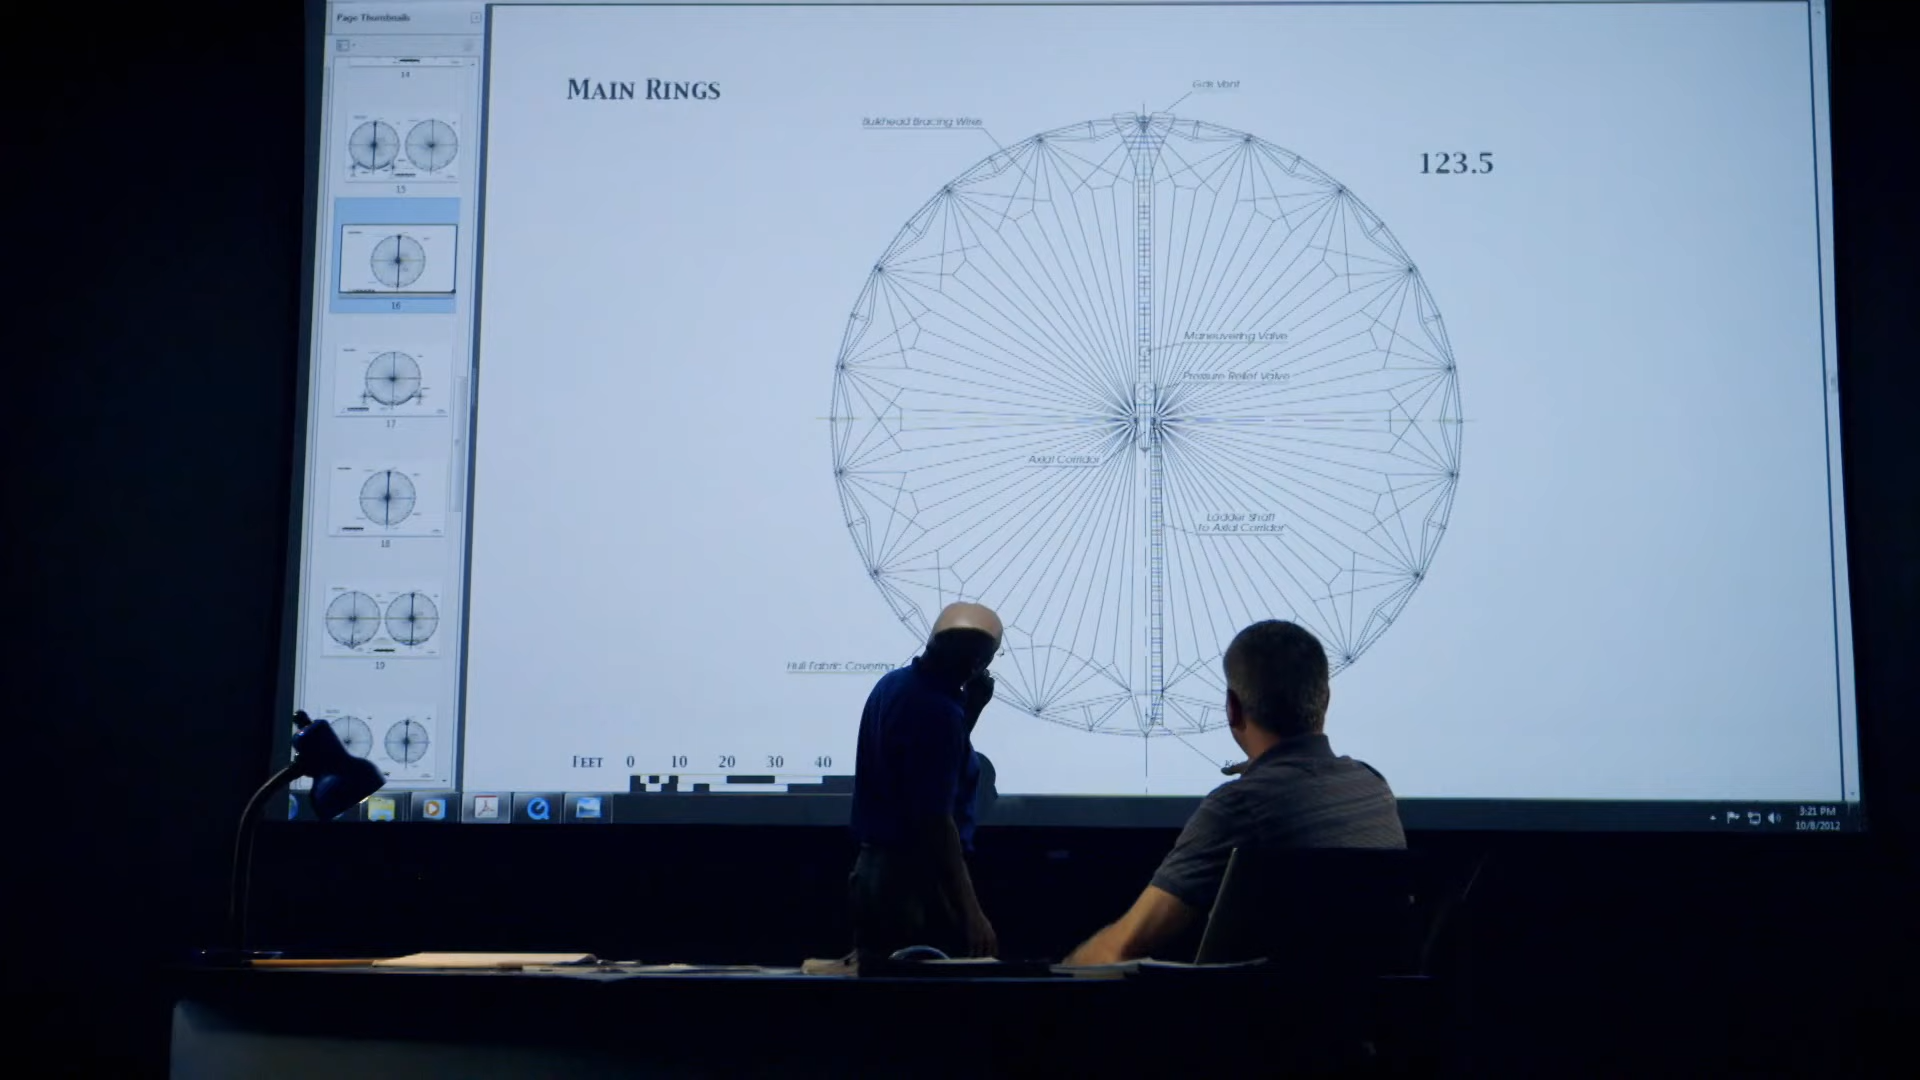 Page Thumbnails
14
15
16
17
18
19
MAIN RINGS
Gas Vent
Bulkhead Bracing Wires
123.5
Maneuvering Valve
Pressure Relief Valve
Axial Corridor
Ladder shaft
to Axial Corridor
Hull Fabric Covering
FEET 0 10 20 30 40
3:21 PM
10/8/2012